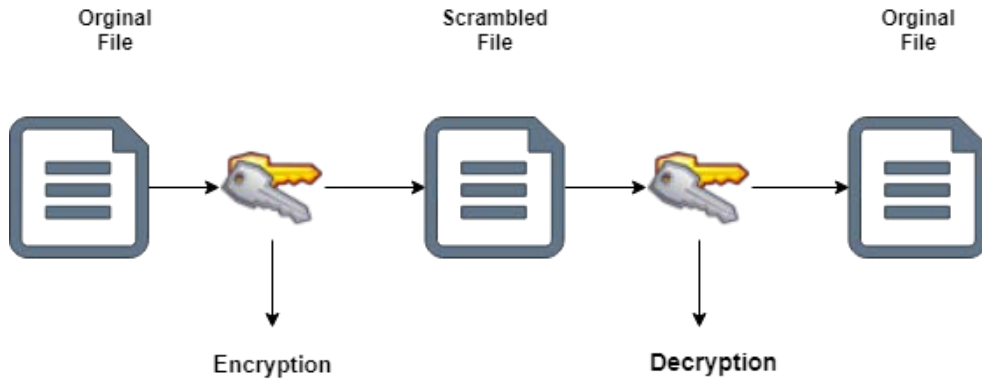 Orginal
File
Scrambled
File
Orginal
File
Encryption
Decryption